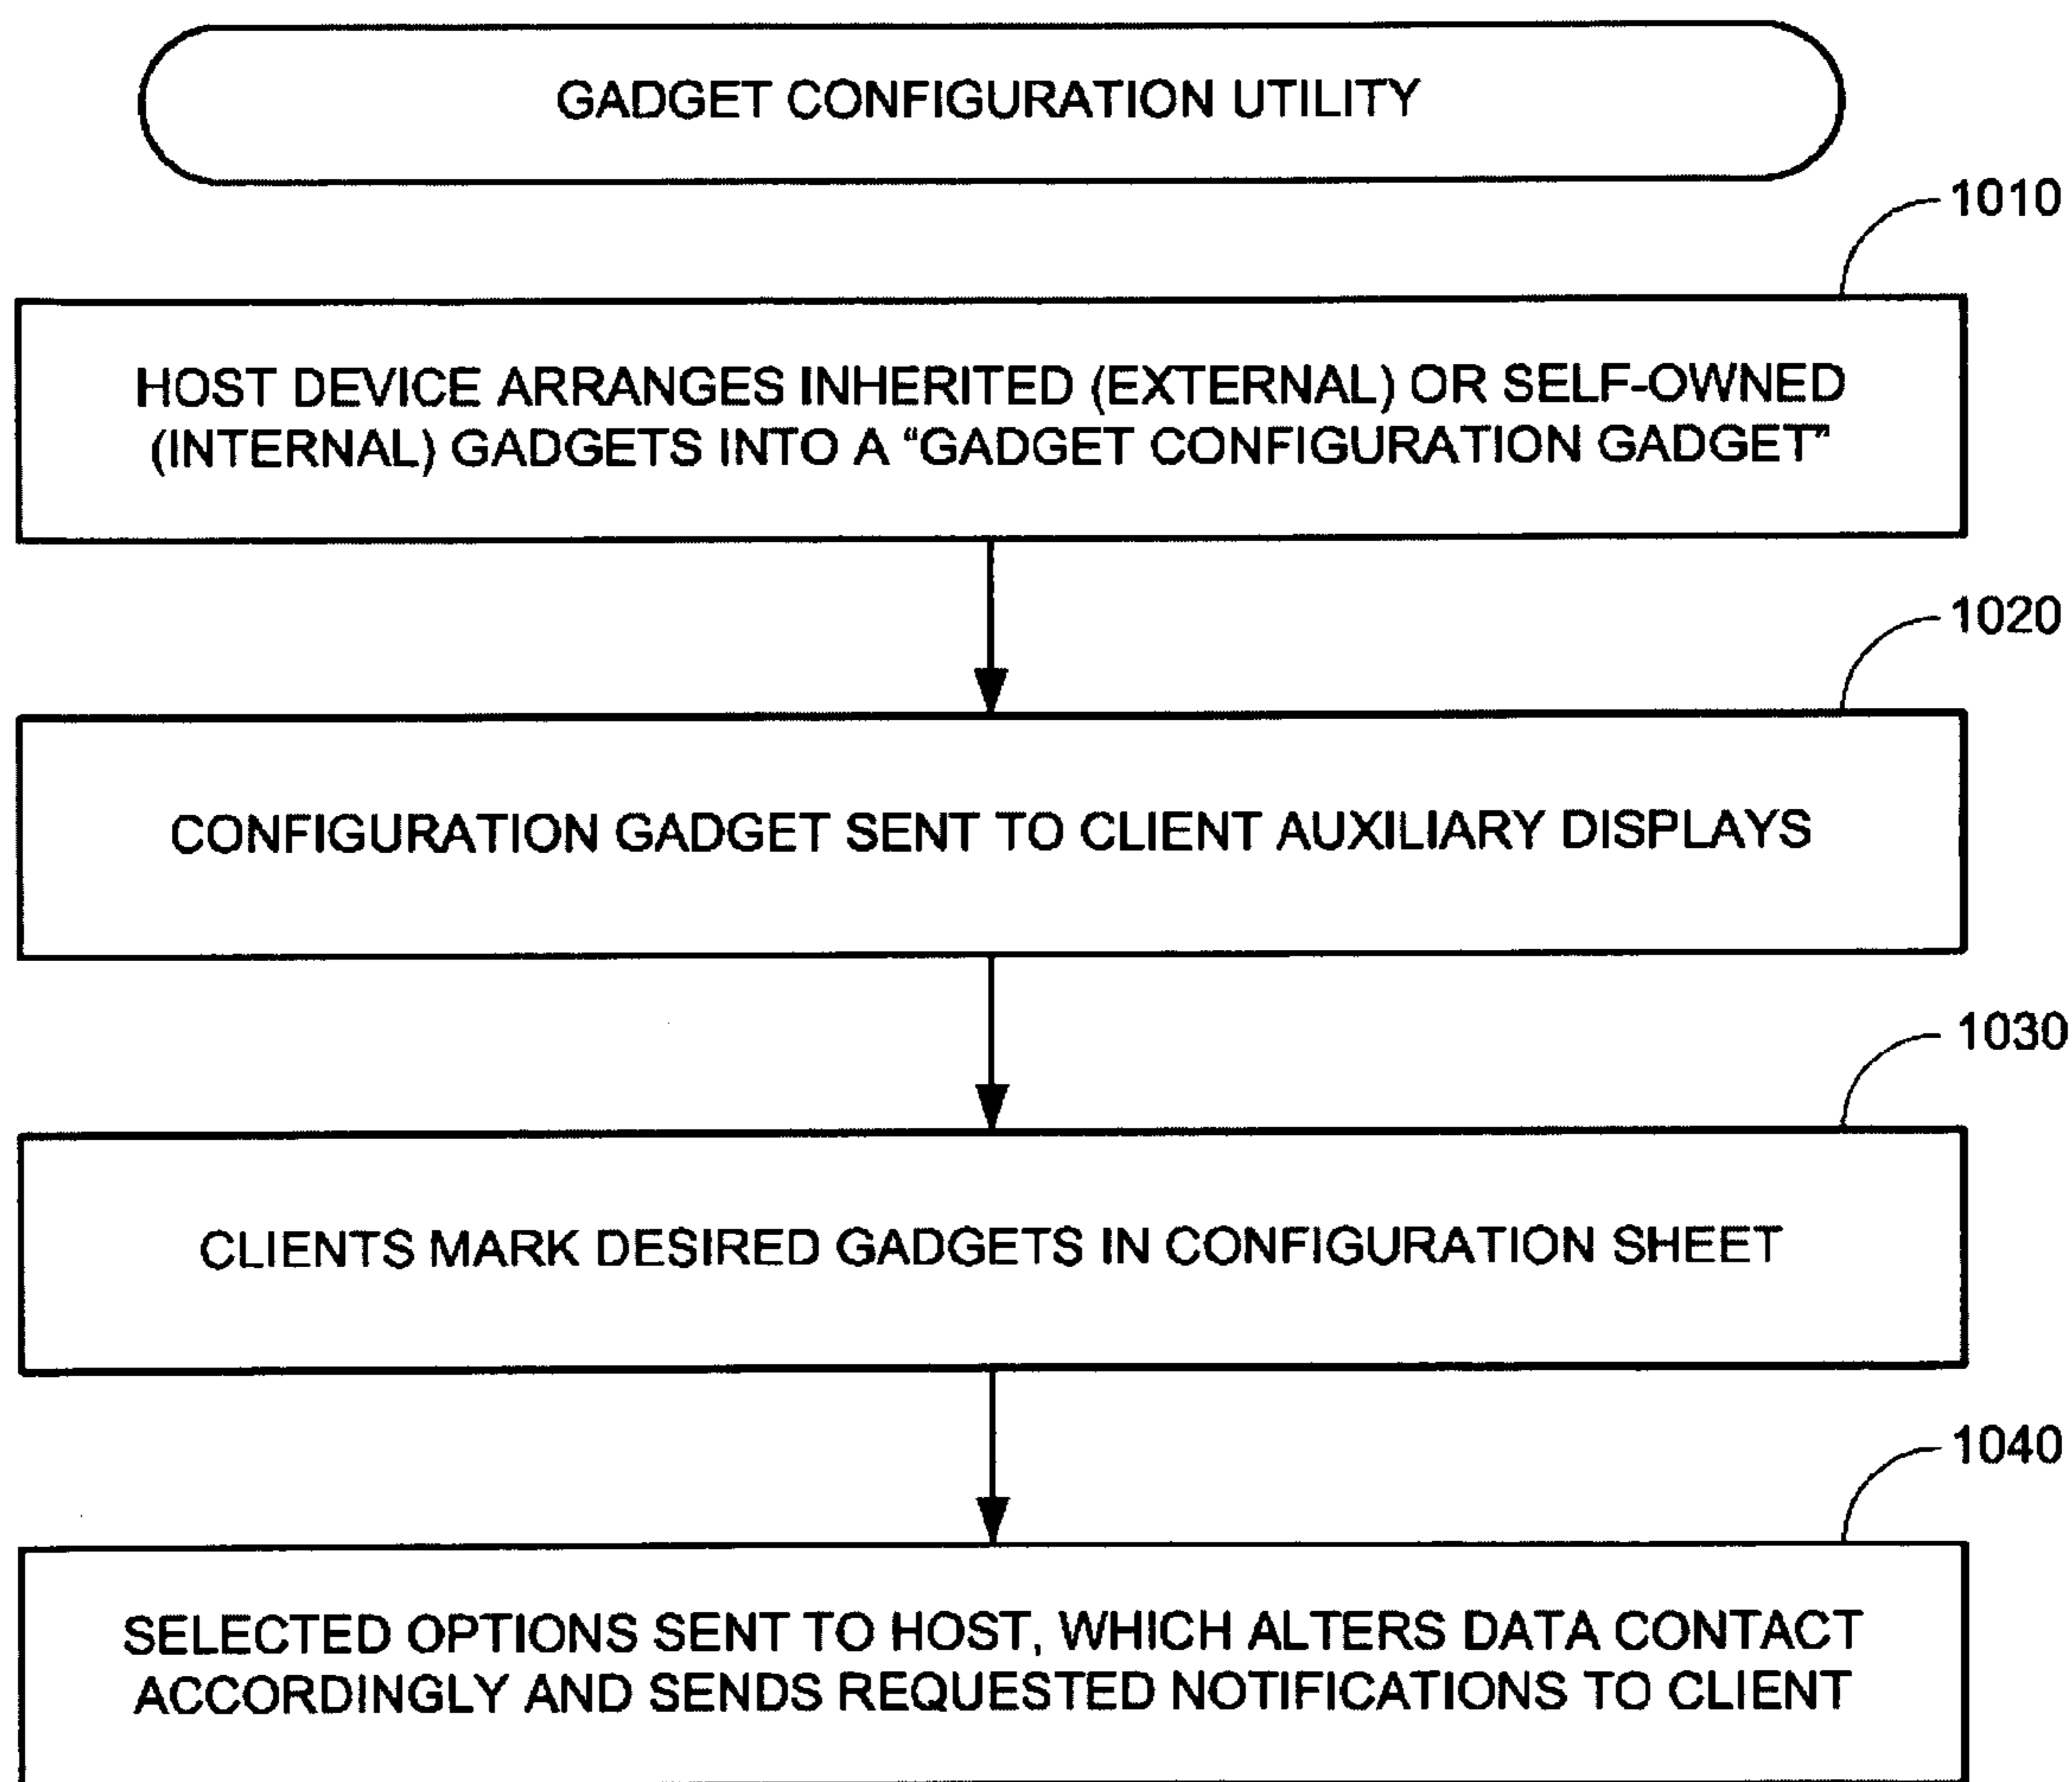 GADGET CONFIGURATION UTILITY
1010
HOST DEVICE ARRANGES INHERITED (EXTERNAL) OR SELF-OWNED
(INTERNAL) GADGETS INTO A “GADGET CONFIGURATION GADGET”
1020
CONFIGURATION GADGET SENT TO CLIENT AUXILIARY DISPLAYS
1030
CLIENTS MARK DESIRED GADGETS IN CONFIGURATION SHEET
1040
SELECTED OPTIONS SENT TO HOST, WHICH ALTERS DATA CONTACT
ACCORDINGLY AND SENDS REQUESTED NOTIFICATIONS TO CLIENT